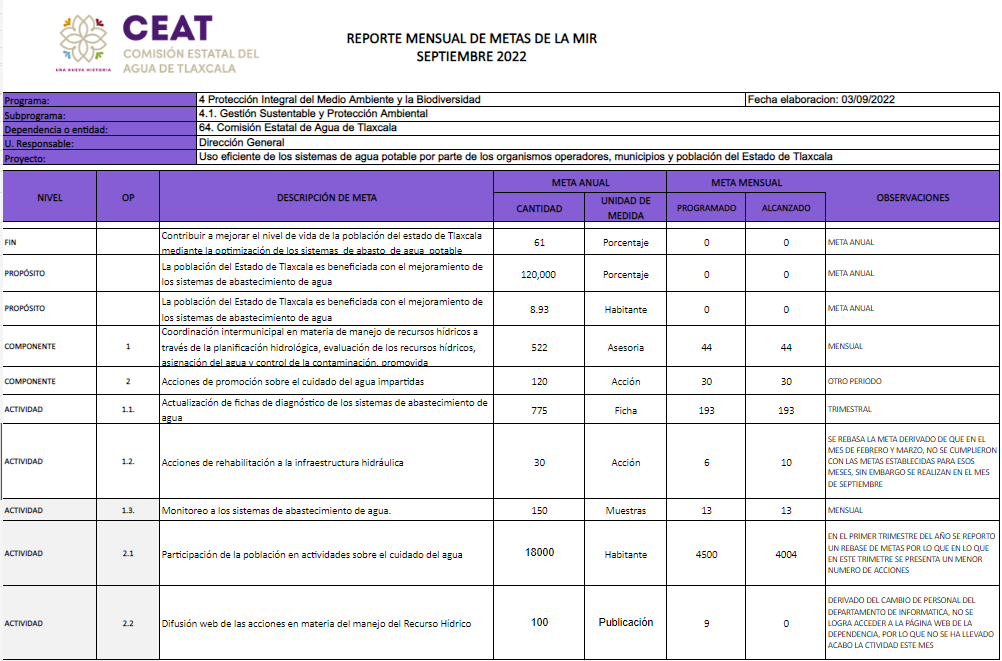 CEAT
COMISIÓN ESTATAL DEL
AGUA DE TLAXCALA
UNA NUEVA HISTORIA
REPORTE MENSUAL DE METAS DE LA MIR
SEPTIEMBRE 2022
Programa: 4 Protección Integral del Medio Ambiente y la Biodiversidad Fecha elaboracion: 03/09/2022
Subprograma: 4.1. Gestión Sustentable y Protección Ambiental
Dependencia o entidad: 64. Comisión Estatal de Agua de Tlaxcala
U. Responsable: Dirección General
Proyecto: Uso eficiente de los sistemas de agua potable por parte de los organismos operadores, municipios y población del Estado de Tlaxcala
NIVEL OP DESCRIPCIÓN DE META META ANUAL META MENSUAL OBSERVACIONES
CANTIDAD UNIDAD DE MEDIDA PROGRAMADO ALCANZADO
FIN
Contribuir a mejorar el nivel de vida de la población del estado de Tlaxcala
mediante la optimización de los sistemas de abasto de agua potable
61 Porcentaje 0 0 META ANUAL
PROPÓSITO
La población del Estado de Tlaxcala es beneficiada con el mejoramiento de
los sistemas de abastecimiento de agua
120,000 Porcentaje 0 0 META ANUAL
PROPÓSITO
La población del Estado de Tlaxcala es beneficiada con el mejoramiento de
los sistemas de abastecimiento de agua
8.93 Habitante 0 0 META ANUAL
COMPONENTE 1
Coordinación intermunicipal en materia de manejo de recursos hídricos a
través de la planificación hidrológica, evaluación de los recursos hídricos,
asignación del agua y control de la contaminación, promovida
522 Asesoria 44 44 MENSUAL
COMPONENTE 2 Acciones de promoción sobre el cuidado del agua impartidas 120 Acción 30 30 OTRO PERIODO
ACTIVIDAD 1.1.
Actualización de fichas de diagnóstico de los sistemas de abastecimiento de
agua
775 Ficha 193 193 TRIMESTRAL
ACTIVIDAD 1.2. Acciones de rehabilitación a la infraestructura hidráulica 30 Acción 6 10
SE REBASA LA META DERIVADO DE QUE EN EL
MES DE FEBRERO Y MARZO, NO SE CUMPLIERON
CON LAS METAS ESTABLECIDAS PARA ESOS
MESES, SIN EMBARGO SE REALIZAN EN EL MES
DE SEPTIEMBRE
ACTIVIDAD 1.3. Monitoreo a los sistemas de abastecimiento de agua. 150 Muestras 13 13 MENSUAL
ACTIVIDAD 2.1 Participación de la población en actividades sobre el cuidado del agua 18000 Habitante 4500 4004
EN EL PRIMER TRIMESTRE DEL AÑO SE REPORTO
UN REBASE DE METAS POR LO QUE EN LO QUE
EN ESTE TRIMETRE SE PRESENTA UN MENOR
NUMERO DE ACCIONES
ACTIVIDAD 2.2 Difusión web de las acciones en materia del manejo del Recurso Hídrico 100 Publicación 9 0
DERIVADO DEL CAMBIO DE PERSONAL DEL
DEPARTAMENTO DE INFORMATICA, NO SE
LOGRA ACCEDER A LA PÁGINA WEB DE LA
DEPENDENCIA, POR LO QUE NO SE HA LLEVADO
ACABO LA CTIVIDAD ESTE MES